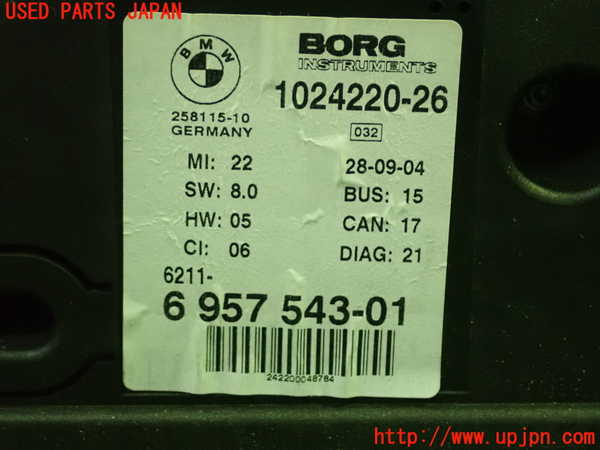 USED PARTS JAPAN
BMW
BORG
INSTRUMENTS
258115-10
GERMANY
1024220-26
032
MI: 22
28-09-04
SW: 8.0
BUS: 15
HW: 05
CAN: 17
CI: 06
DIAG: 21
6211-
6 957 543-01
242200048784
http://www.upjpn.com